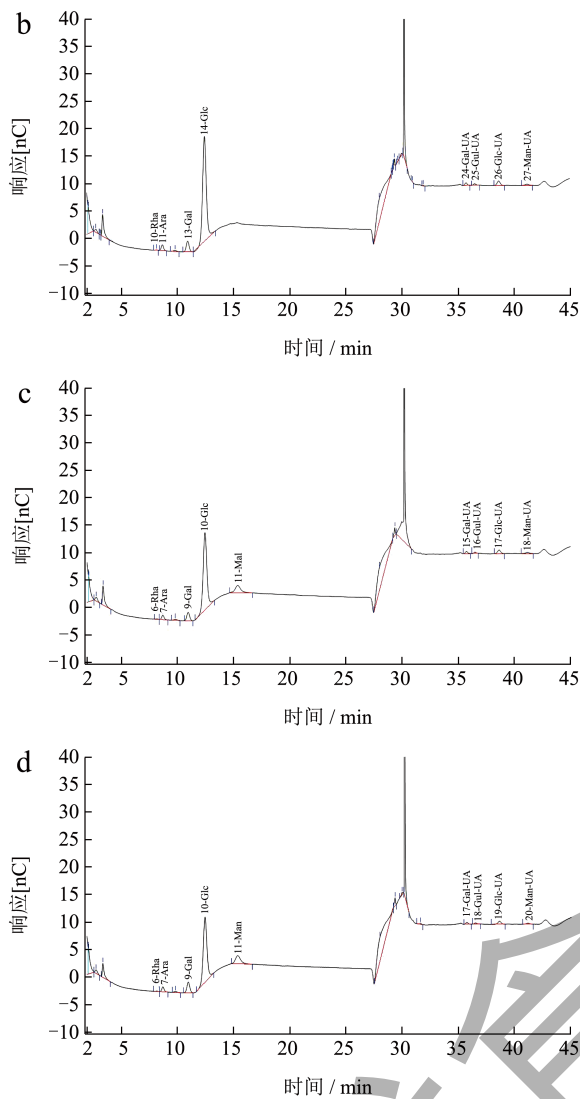 b
响应[nC]
40
35
30
25
20
15
10
5
0
−5
−10
10-Rha
11-Ara
13-Gal
14-Glc
24-Gal-UA
25-Gul-UA
26-Glc-UA
27-Man-UA
2 5 10 15 20 25 30 35 40 45
时间 / min
c
响应[nC]
40
35
30
25
20
15
10
5
0
−5
−10
6-Rha
7-Ara
9-Gal
10-Glc
11-Mal
15-Gal-UA
16-Gul-UA
17-Glc-UA
18-Man-UA
2 5 10 15 20 25 30 35 40 45
时间 / min
d
响应[nC]
40
35
30
25
20
15
10
5
0
−5
−10
6-Rha
7-Ara
9-Gal
10-Glc
11-Man
17-Gal-UA
18-Gul-UA
19-Glc-UA
20-Man-UA
2 5 10 15 20 25 30 35 40 45
时间 / min